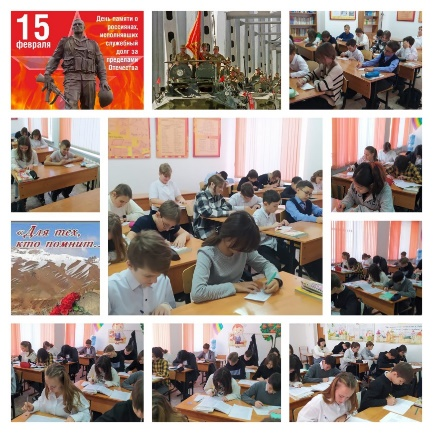 15
февраля
День памяти о
россиянах,
исполнявших
служебный
долг за
пределами
Отечества
«Для тех,
кто помнит...